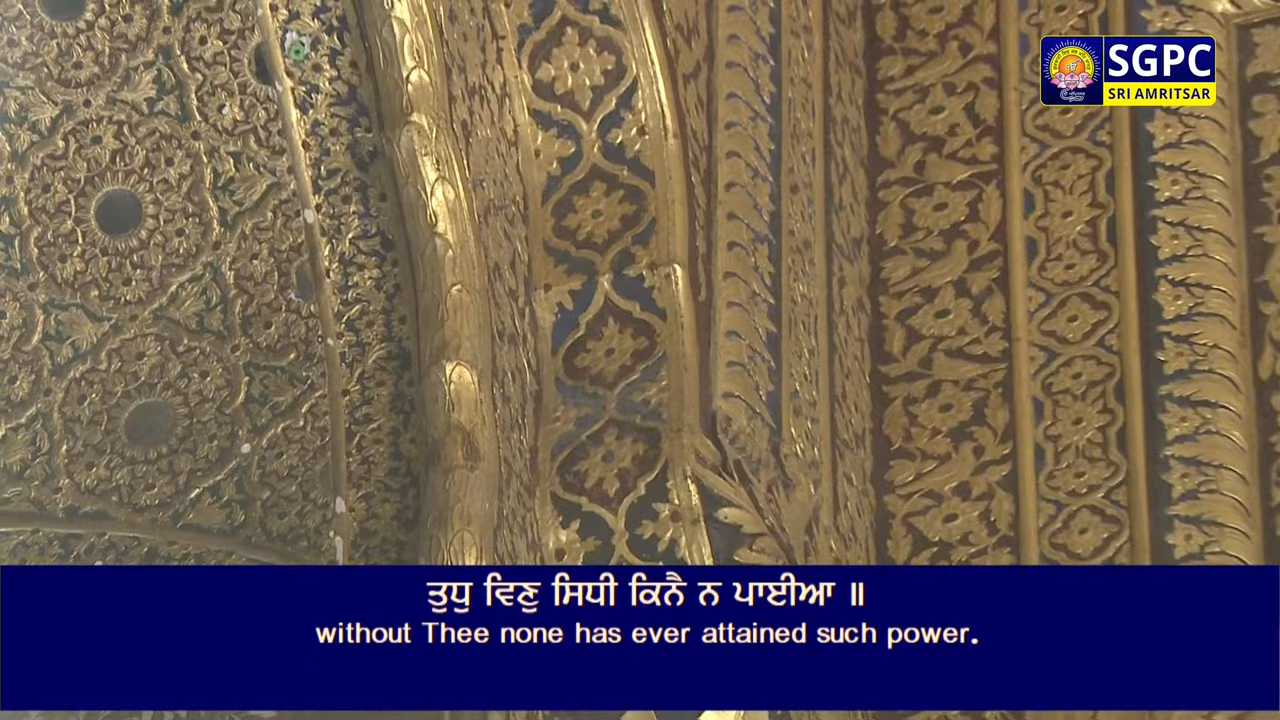 SGPC
SRI AMRITSAR
ਤੁਧੁ ਵਿਣੁ ਸਿਧੀ ਕਿਨੈ ਨ ਪਾਈਆ ॥
without Thee none has ever attained such power.